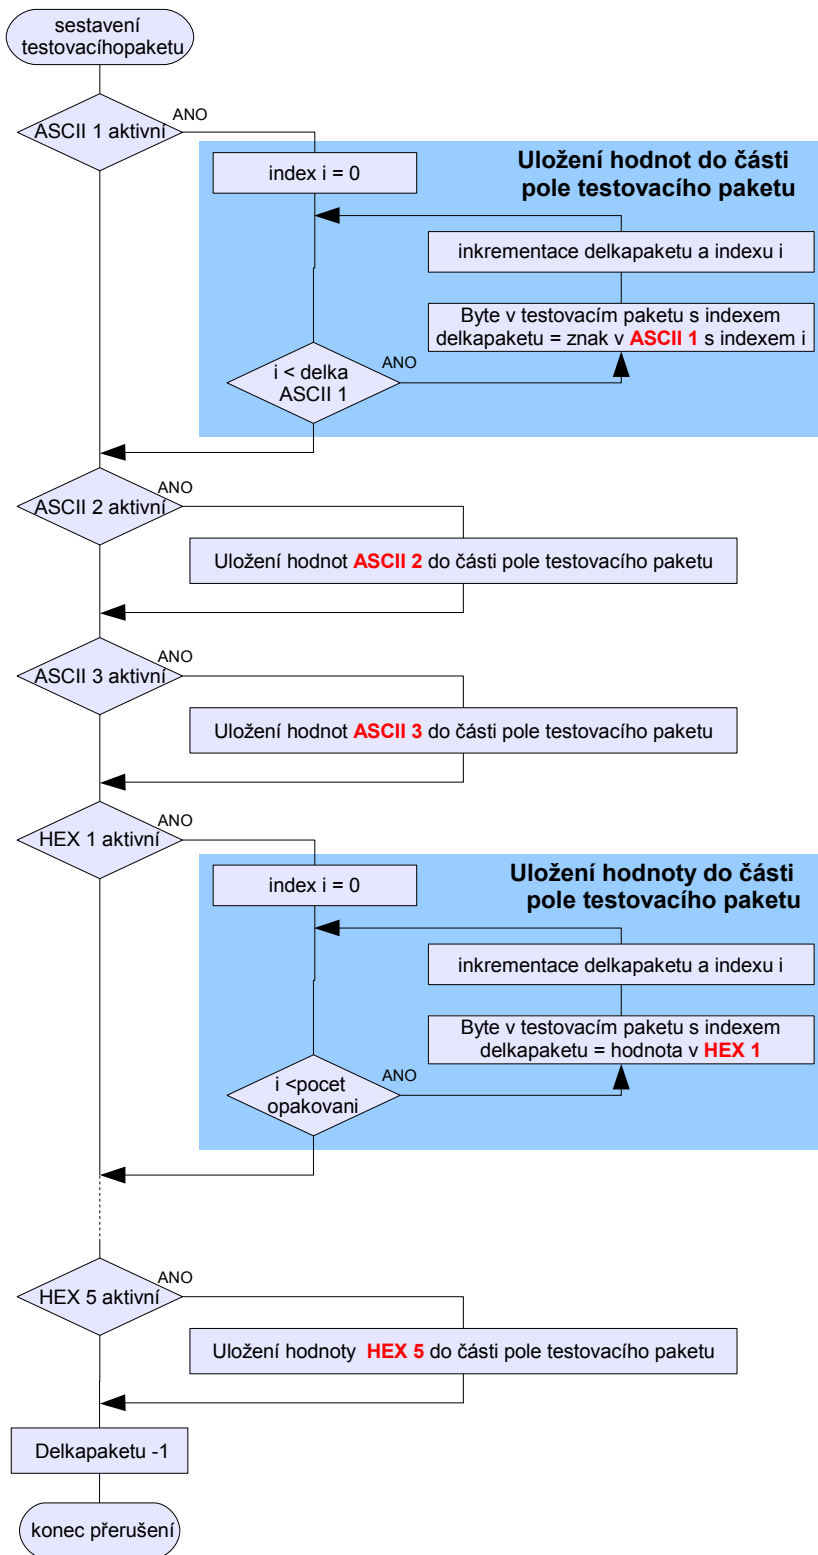 sestavení
testovacíhopaketu
ANO
ASCII 1 aktivní
Uložení hodnot do části
pole testovacího paketu
index i = 0
inkrementace delkapaketu a indexu i
Byte v testovacím paketu s indexem
delkapaketu = znak v ASCII 1 s indexem i
i < delka
ASCII 1
ANO
ANO
ASCII 2 aktivní
Uložení hodnot ASCII 2 do části pole testovacího paketu
ANO
ASCII 3 aktivní
Uložení hodnot ASCII 3 do části pole testovacího paketu
ANO
HEX 1 aktivní
Uložení hodnoty do části
pole testovacího paketu
index i = 0
inkrementace delkapaketu a indexu i
Byte v testovacím paketu s indexem
delkapaketu = hodnota v HEX 1
i <pocet
opakovani
ANO
ANO
HEX 5 aktivní
Uložení hodnoty HEX 5 do části pole testovacího paketu
Delkapaketu -1
konec přerušení